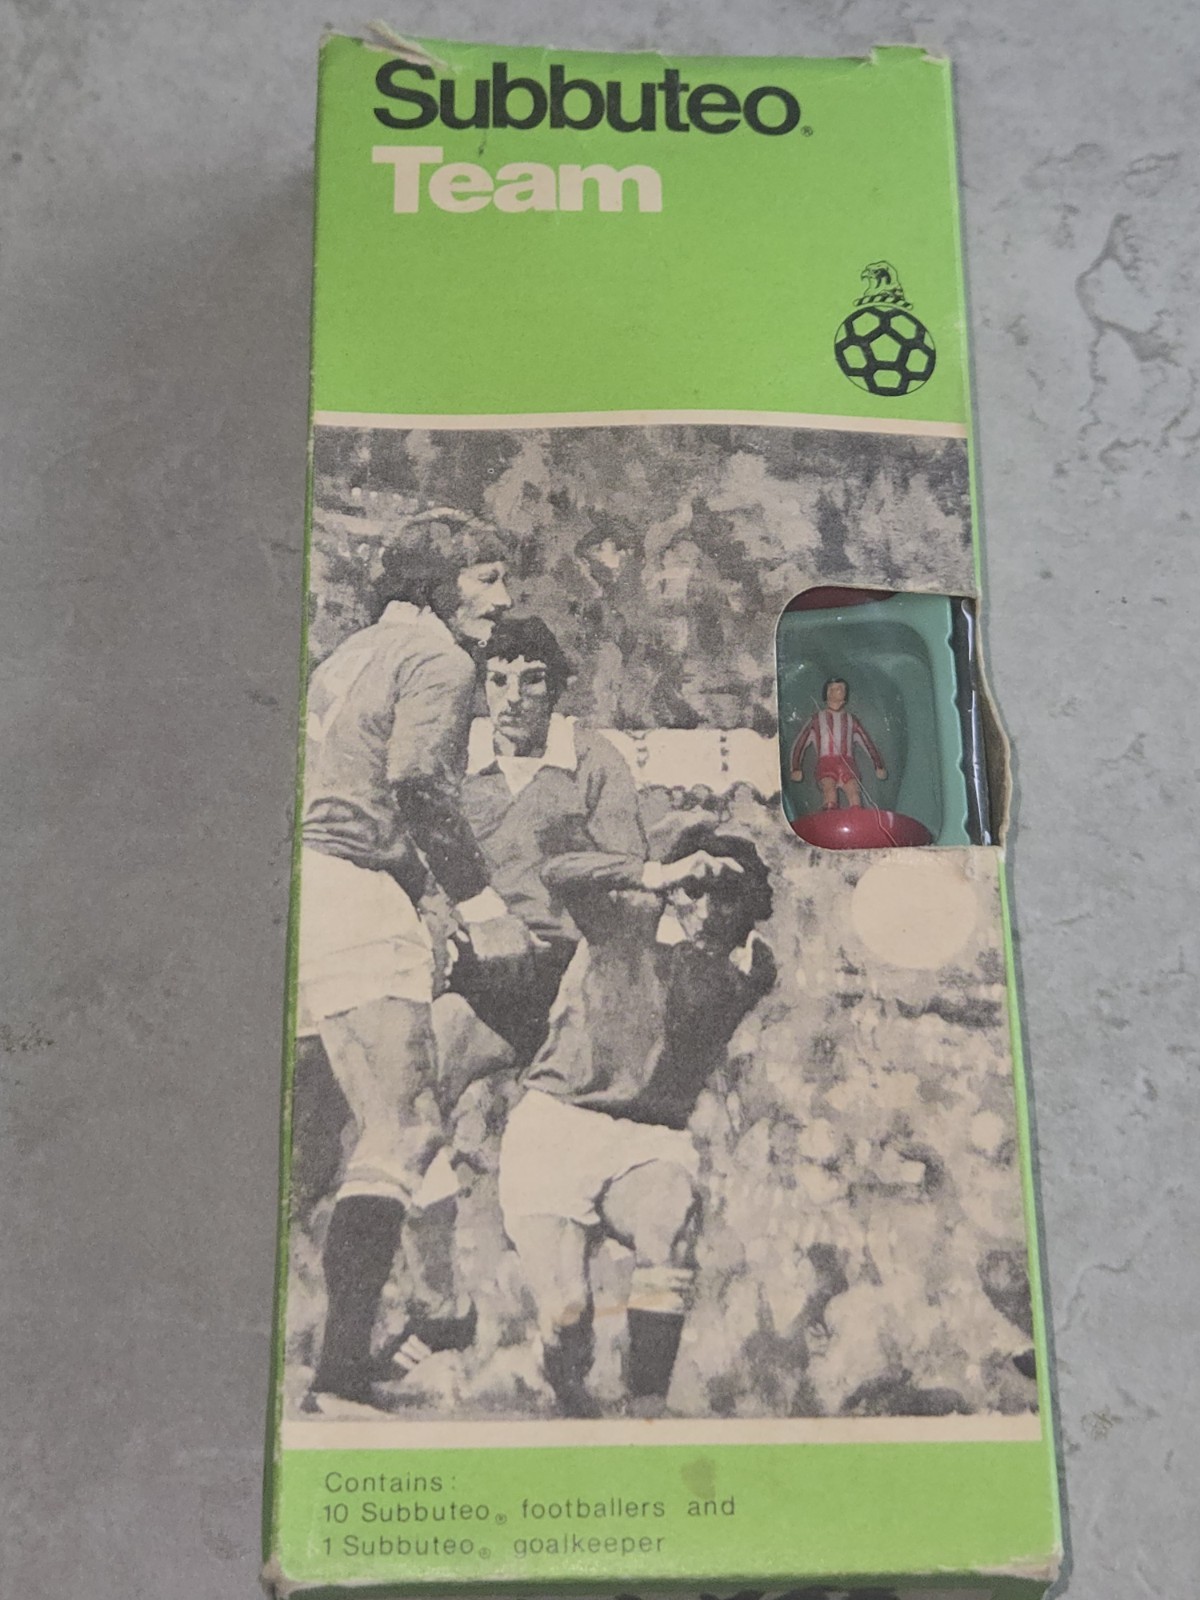 Subbuteo®
Team
Contains:
10 Subbuteo® footballers and
1 Subbuteo® goalkeeper